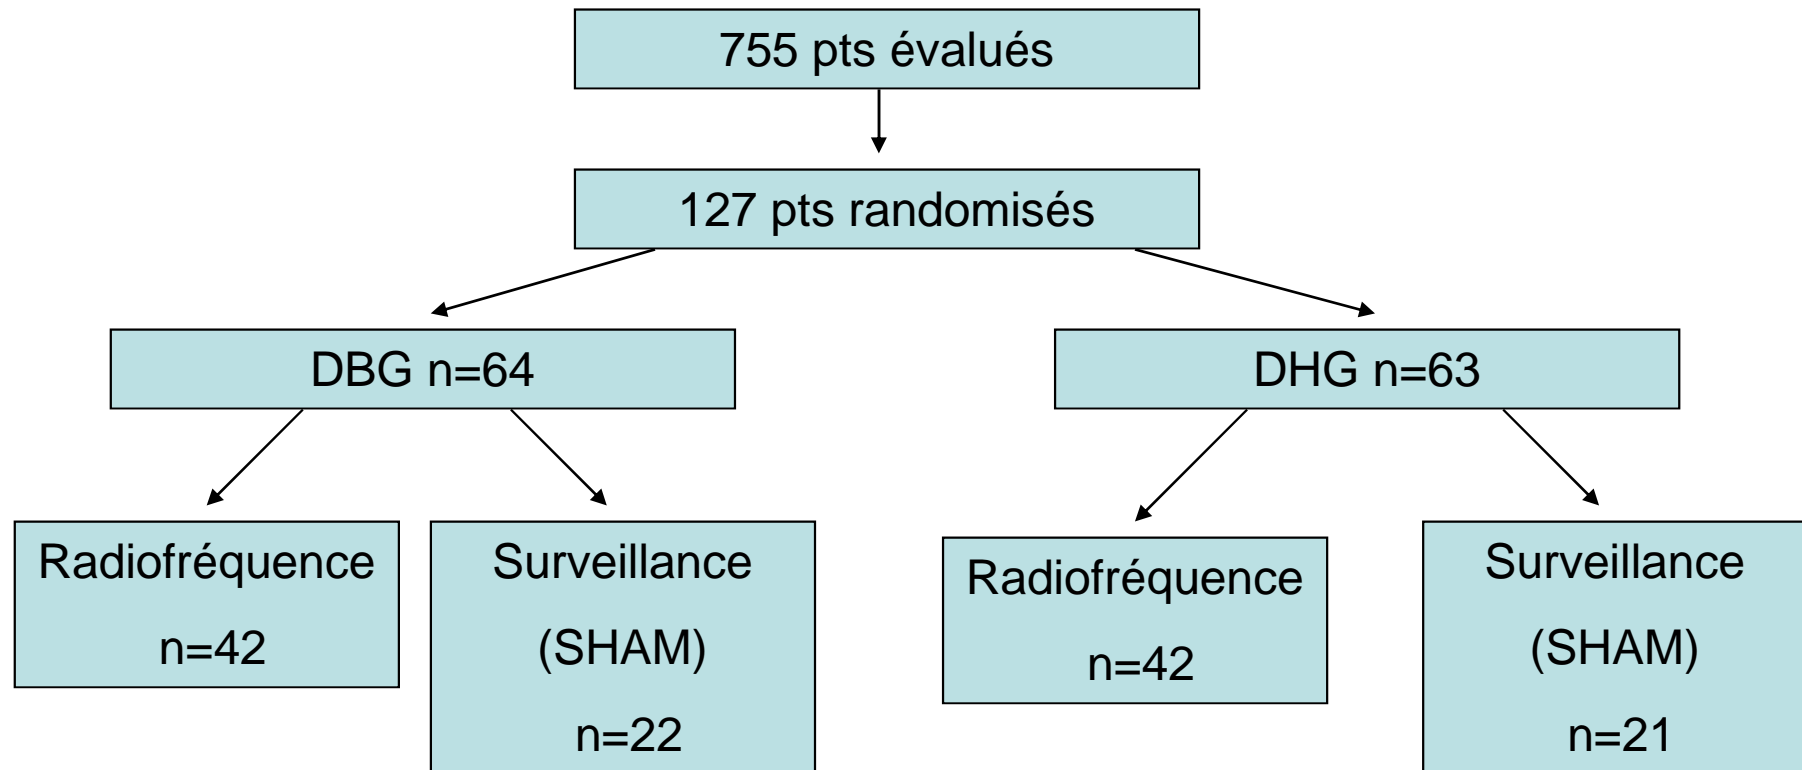 755 pts évalués
127 pts randomisés
DBG n=64
DHG n=63
Radiofréquence
n=42
Surveillance
(SHAM)
n=22
Radiofréquence
n=42
Surveillance
(SHAM)
n=21